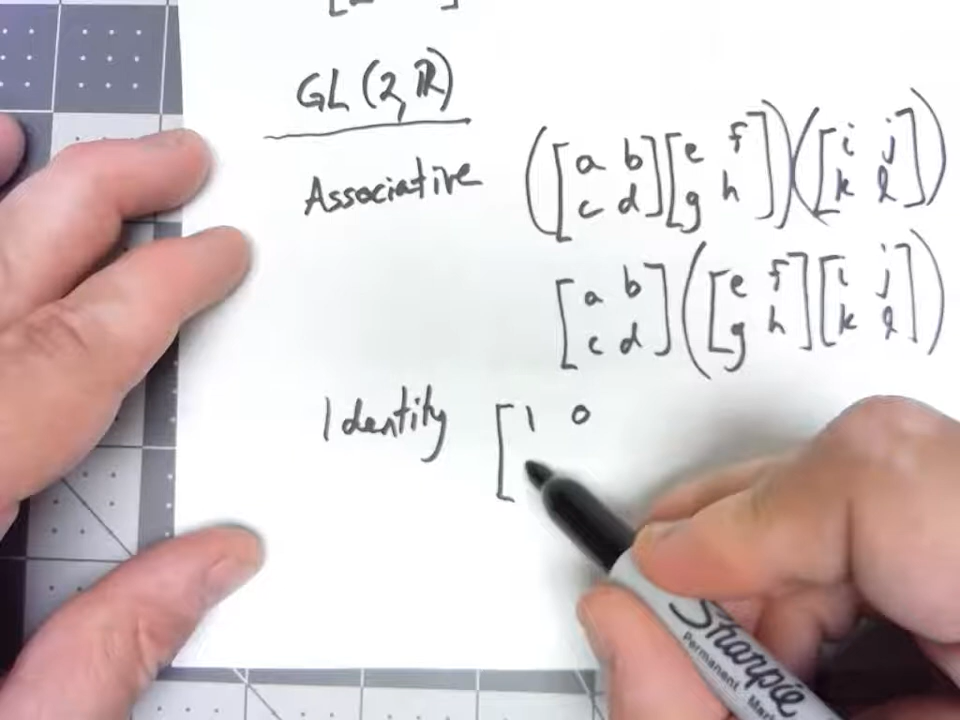 GL (2, ℝ)
Associative ([a b c d][e f g h])([i j k l])
[a b c d]([e f g h][i j k l])
Identity [1 0
Sharpie
Permanent